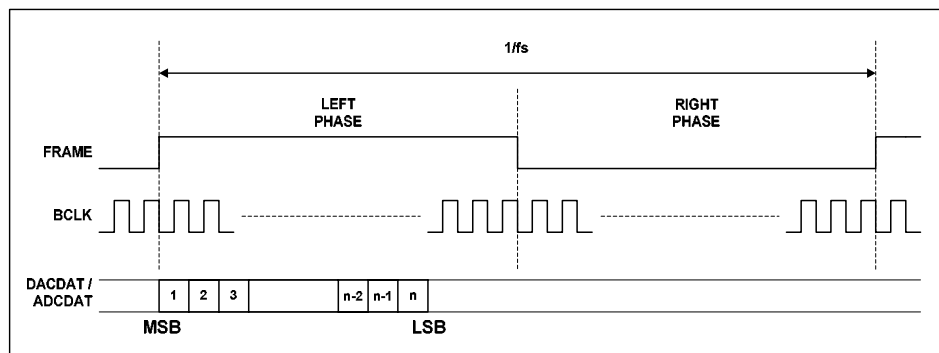 1/fs
LEFT
PHASE
RIGHT
PHASE
FRAME
BCLK
DACDAT /
ADCDAT
1 2 3 n-2 n-1 n
MSB LSB